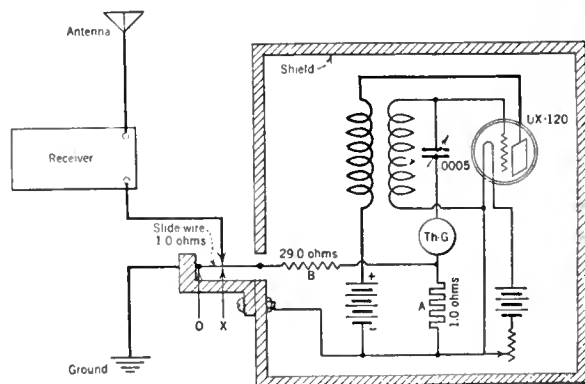 Antenna
Shield
UX-120
Receiver
.0005
Slide wire
1.0 ohms
Th-G
29.0 ohms
B
+
A
1.0 ohms
-
O
X
Ground